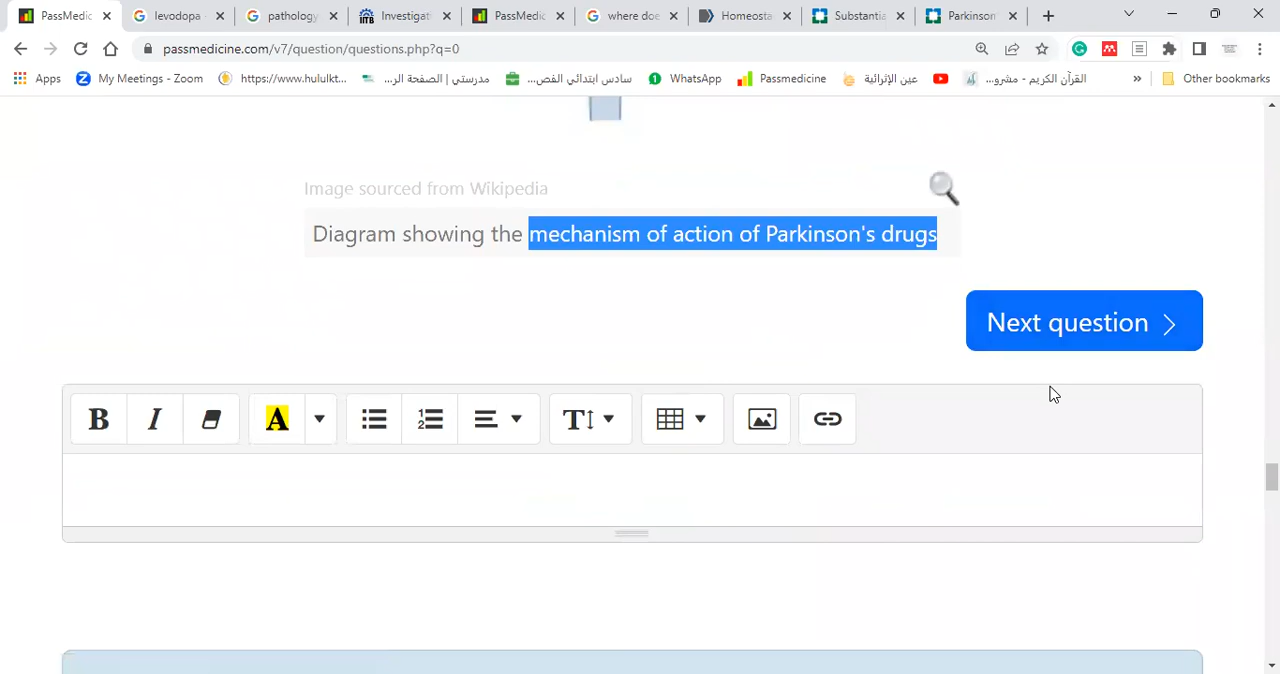 PassMedic
levodopa -
pathology
Investigat
PassMedic
where doe
Homeosta
Substantia
Parkinson
passmedicine.com/v7/question/questions.php?q=0
Apps
My Meetings - Zoom
https://www.hululkt...
مدرستي | الصفحة الر...
سادس ابتدائي الفص...
WhatsApp
Passmedicine
عين الإثرائية
القرآن الكريم - مشرو...
»
Other bookmarks
Image sourced from Wikipedia
Diagram showing the mechanism of action of Parkinson's drugs
Next question
B I A T